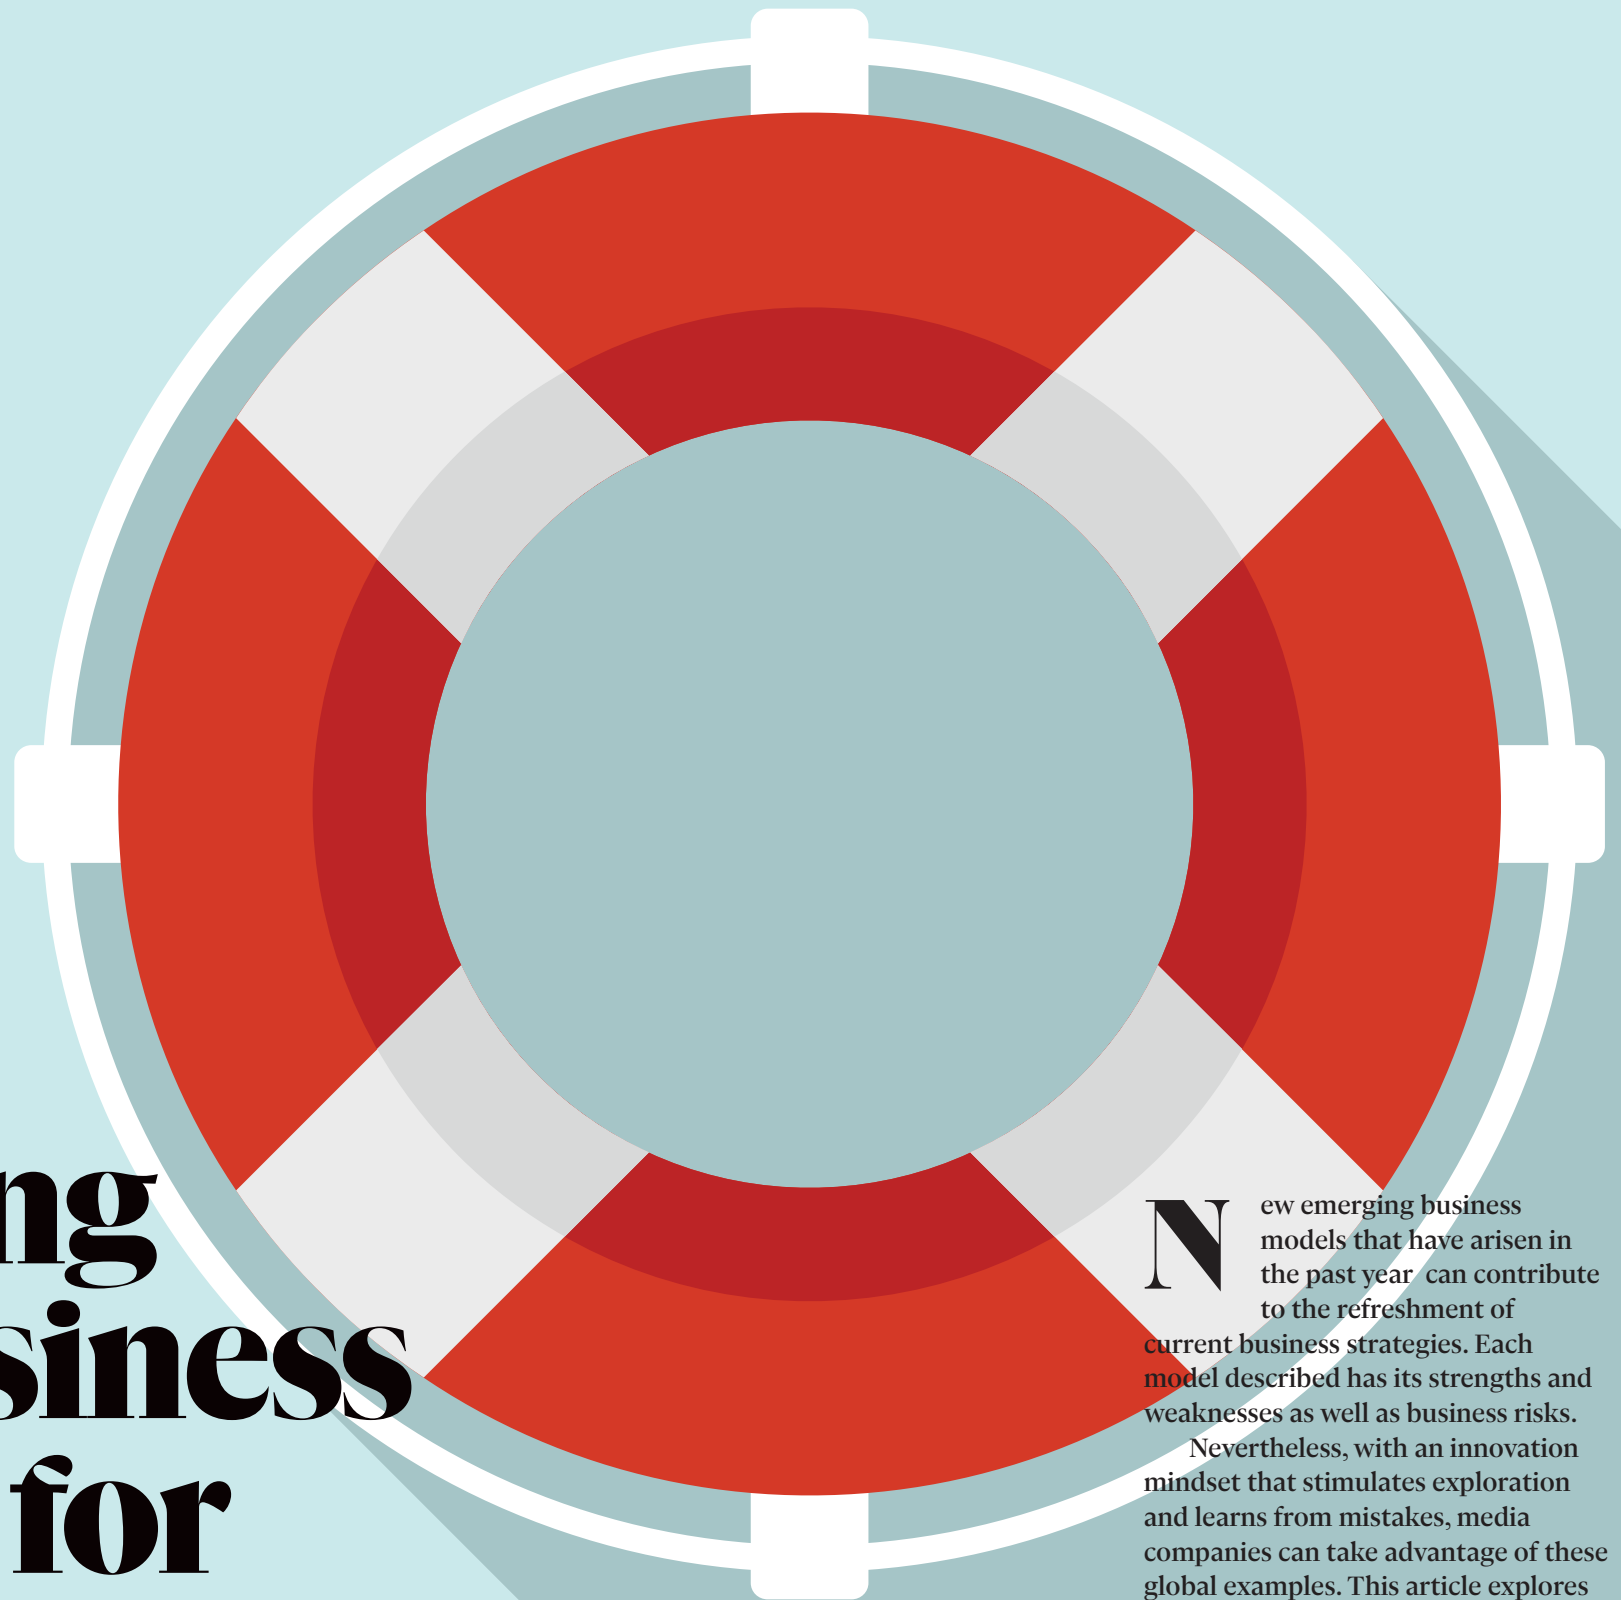 ng
siness
for
New emerging business
models that have arisen in
the past year can contribute
to the refreshment of
current business strategies. Each
model described has its strengths and
weaknesses as well as business risks.
Nevertheless, with an innovation
mindset that stimulates exploration
and learns from mistakes, media
companies can take advantage of these
global examples. This article explores